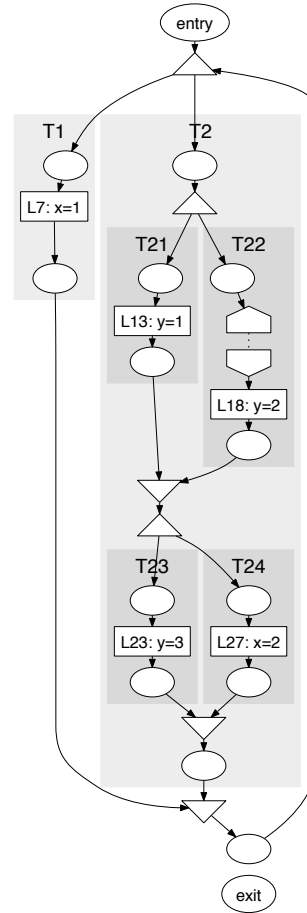 entry
T1
T2
L7: x=1
T21
T22
L13: y=1
L18: y=2
T23
T24
L23: y=3
L27: x=2
exit